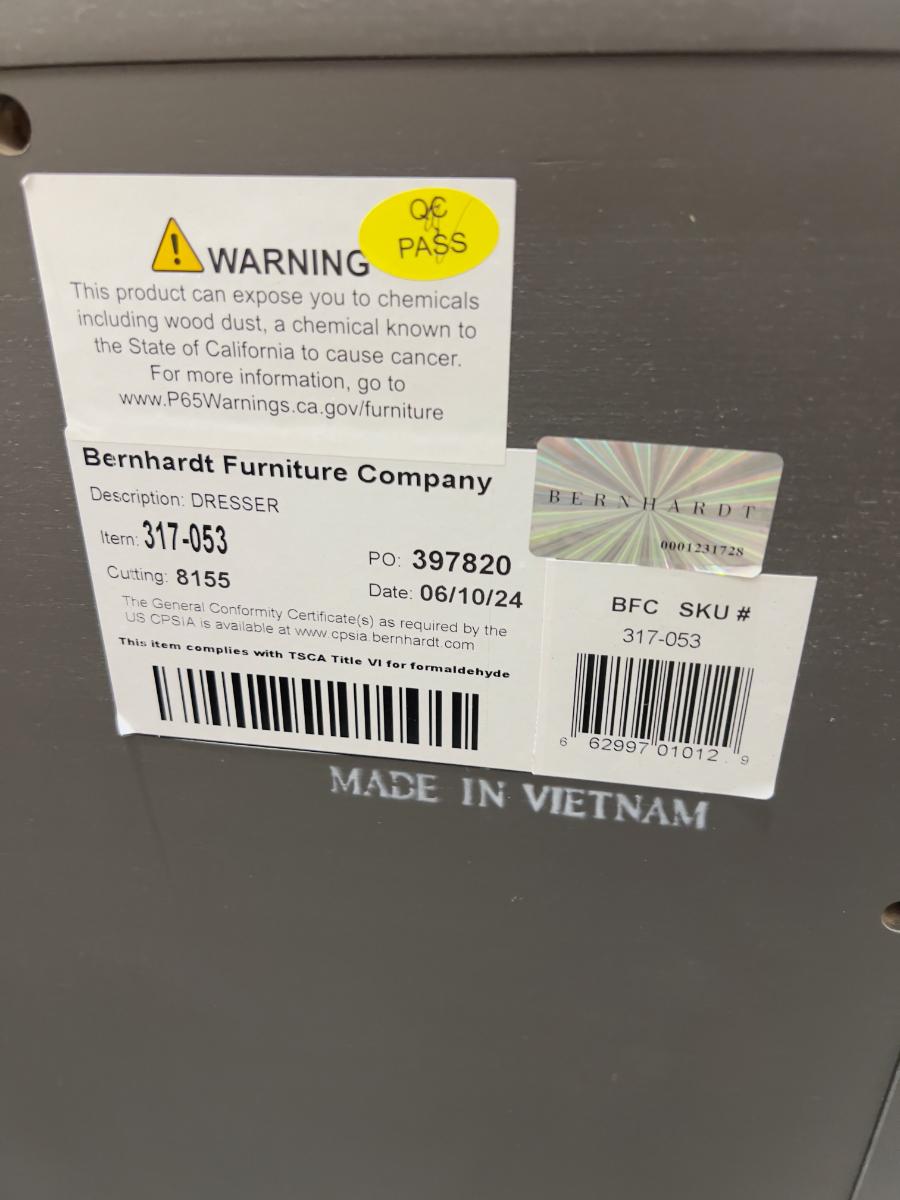 QC
PASS
WARNING
This product can expose you to chemicals
including wood dust, a chemical known to
the State of California to cause cancer.
For more information, go to
www.P65Warnings.ca.gov/furniture
Bernhardt Furniture Company
Description: DRESSER
Item: 317-053
PO: 397820
Cutting: 8155
Date: 06/10/24
The General Conformity Certificate(s) as required by the
US CPSIA is available at www.cpsia.bernhardt.com
This item complies with TSCA Title VI for formaldehyde
BERNHARDT
0001231728
BFC SKU #
317-053
6 62997 01012 9
MADE IN VIETNAM